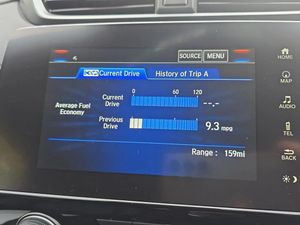 SOURCE MENU
Current Drive History of Trip A
0 60 120
Current
Drive --.-
Average Fuel
Economy
Previous
Drive 9.3 mpg
Range : 159mi
HOME
MAP
AUDIO
TEL
BACK